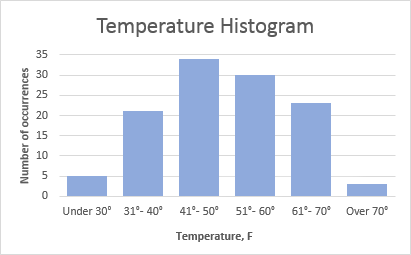 Temperature Histogram
Number of occurrences
35
30
25
20
15
10
5
0
Under 30° 31°- 40° 41°- 50° 51°- 60° 61°- 70° Over 70°
Temperature, F